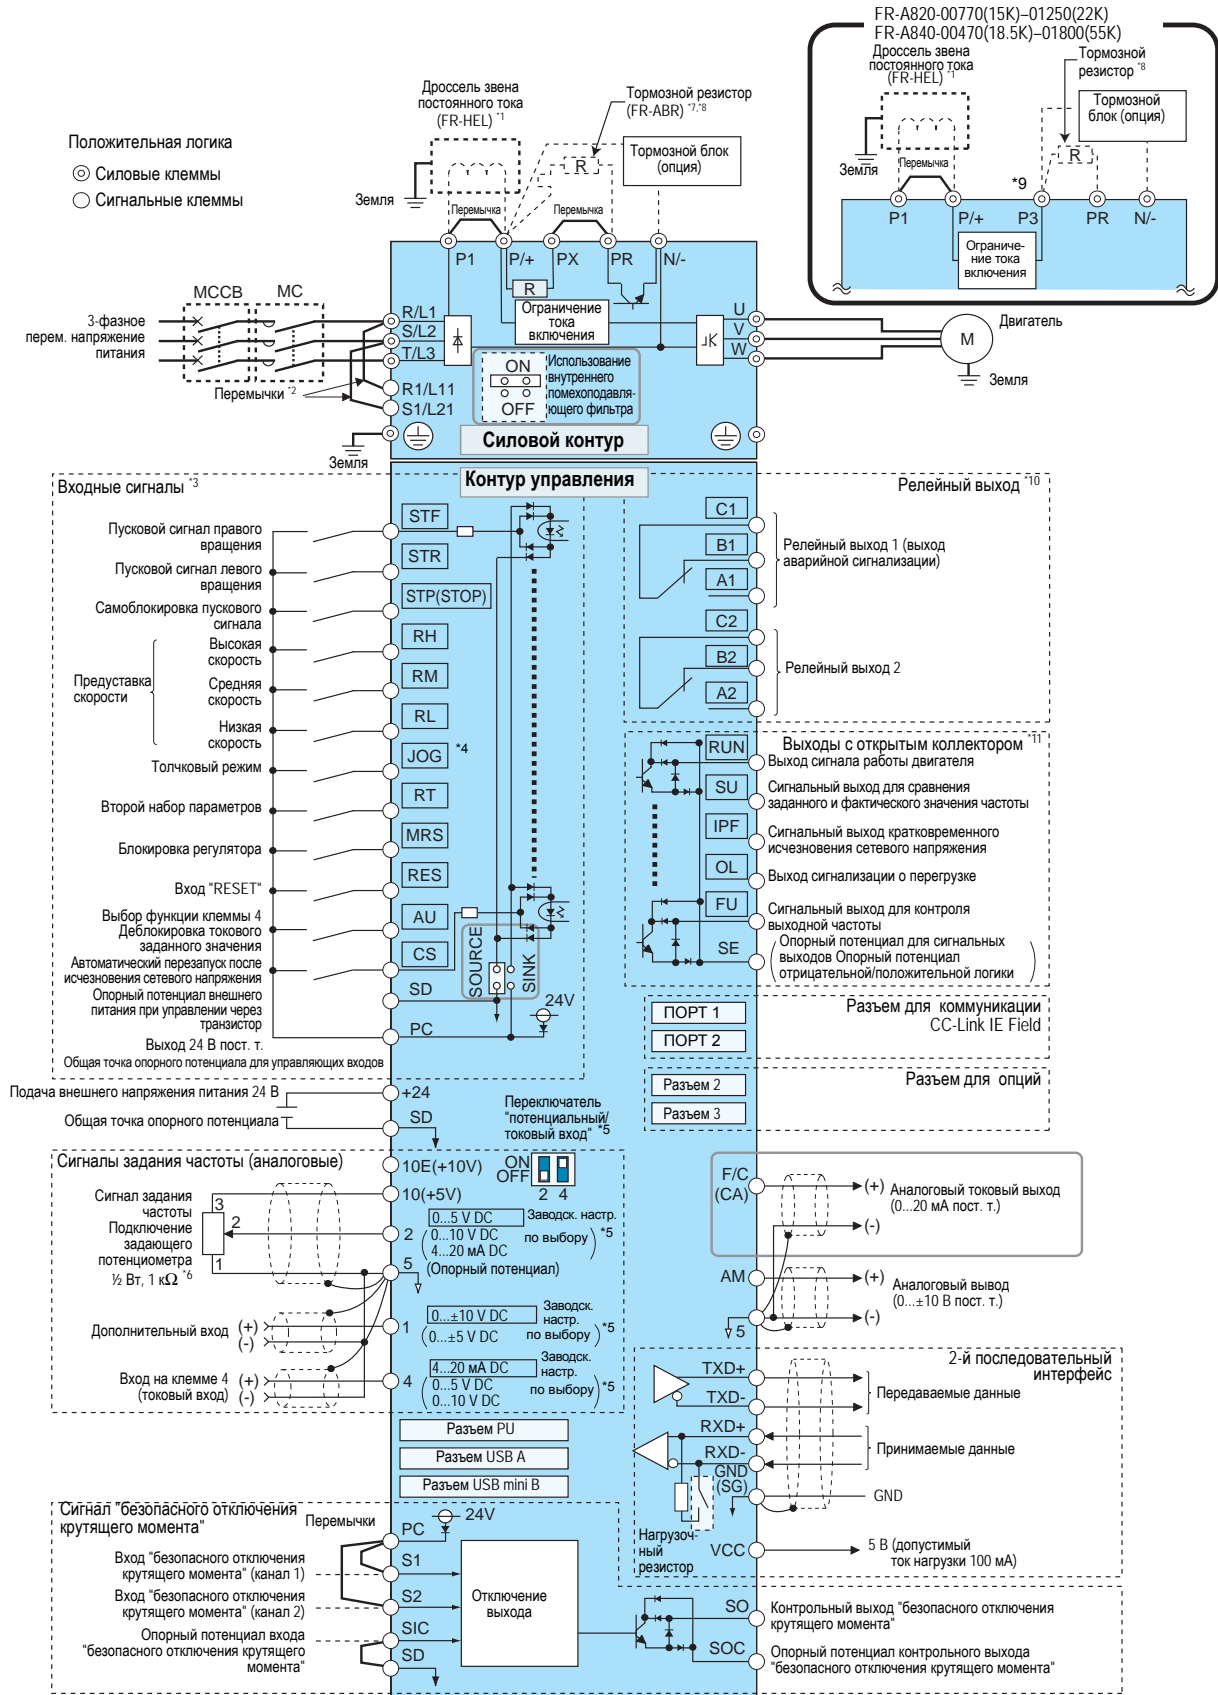 FR-A820-00770(15K)–01250(22K)
FR-A840-00470(18.5K)–01800(55K)
Дроссель звена
постоянного тока
(FR-HEL) *1
Тормозной
резистор *8
Тормозной
блок (опция)
R
Земля
Перемычка
*9
P1
P/+
P3
PR
N/-
Ограниче-
ние тока
включения
Дроссель звена
постоянного тока
(FR-HEL) *1
Тормозной резистор
(FR-ABR) *7,*8
Тормозной блок
(опция)
R
Положительная логика
Силовые клеммы
Сигнальные клеммы
Земля
Перемычка
Перемычка
P1
P/+
PX
PR
N/-
R
MCCB
MC
3-фазное
перем. напряжение
питания
R/L1
S/L2
T/L3
R1/L11
S1/L21
Перемычки *2
Ограничение
тока
включения
U
V
W
M
Двигатель
Земля
ON
OFF
Использование
внутреннего
помехоподавля-
ющего фильтра
Земля
Силовой контур
Контур управления
Входные сигналы *3
Пусковой сигнал правого
вращения
STF
Пусковой сигнал левого
вращения
STR
Самоблокировка пускового
сигнала
STP(STOP)
Предуставка
скорости
Высокая
скорость
RH
Средняя
скорость
RM
Низкая
скорость
RL
Толчковый режим
JOG *4
Второй набор параметров
RT
Блокировка регулятора
MRS
Вход "RESET"
RES
Выбор функции клеммы 4
Деблокировка токового
заданного значения
AU
Автоматический перезапуск после
исчезновения сетевого напряжения
CS
Опорный потенциал внешнего
питания при управлении через
транзистор
SD
SOURCE
SINK
24V
PC
Выход 24 В пост. т.
Общая точка опорного потенциала для управляющих входов
Релейный выход *10
C1
B1
A1
Релейный выход 1 (выход
аварийной сигнализации)
C2
B2
A2
Релейный выход 2
Выходы с открытым коллектором *11
RUN
Выход сигнала работы двигателя
SU
Сигнальный выход для сравнения
заданного и фактического значения частоты
IPF
Сигнальный выход кратковременного
исчезновения сетевого напряжения
OL
Выход сигнализации о перегрузке
FU
Сигнальный выход для контроля
выходной частоты
SE
Опорный потенциал для сигнальных
выходов Опорный потенциал
отрицательной/положительной логики
ПОРТ 1
ПОРТ 2
Разъем для коммуникации
CC-Link IE Field
Разъем 2
Разъем 3
Разъем для опций
Подача внешнего напряжения питания 24 В
+24
Общая точка опорного потенциала
SD
Переключатель
"потенциальный/
токовый вход" *5
ON
OFF
2 4
Сигналы задания частоты (аналоговые)
10E(+10V)
10(+5V)
Сигнал задания
частоты
Подключение
задающего
потенциометра
½ Вт, 1 кΩ *6
3
2
1
2
0...5 V DC Заводск. настр.
(0...10 V DC
4...20 мА DC по выбору) *5
5
(Опорный потенциал)
Дополнительный вход (+)
(-)
1
0...±10 V DC Заводск.
настр.
(0...±5 V DC по выбору) *5
Вход на клемме 4
(токовый вход)
(+)
(-)
4
4...20 мА DC Заводск.
настр.
(0...5 V DC
0...10 V DC по выбору) *5
F/C
(CA)
(+)
Аналоговый токовый выход
(0...20 мА пост. т.)
(-)
AM
(+)
Аналоговый вывод
(0...±10 В пост. т.)
5
(-)
2-й последовательный
интерфейс
TXD+
TXD-
Передаваемые данные
RXD+
RXD-
Принимаемые данные
GND
(SG)
GND
Нагрузоч-
ный
резистор
VCC
5 В (допустимый
ток нагрузки 100 мА)
Разъем PU
Разъем USB A
Разъем USB mini B
Сигнал "безопасного отключения
крутящего момента"
Перемычки
PC
24V
Вход "безопасного отключения
крутящего момента" (канал 1)
S1
Вход "безопасного отключения
крутящего момента" (канал 2)
S2
Опорный потенциал входа
"безопасного отключения крутящего
момента"
SIC
SD
Отключение
выхода
SO
Контрольный выход "безопасного отключения
крутящего момента"
SOC
Опорный потенциал контрольного выхода
"безопасного отключения крутящего момента"